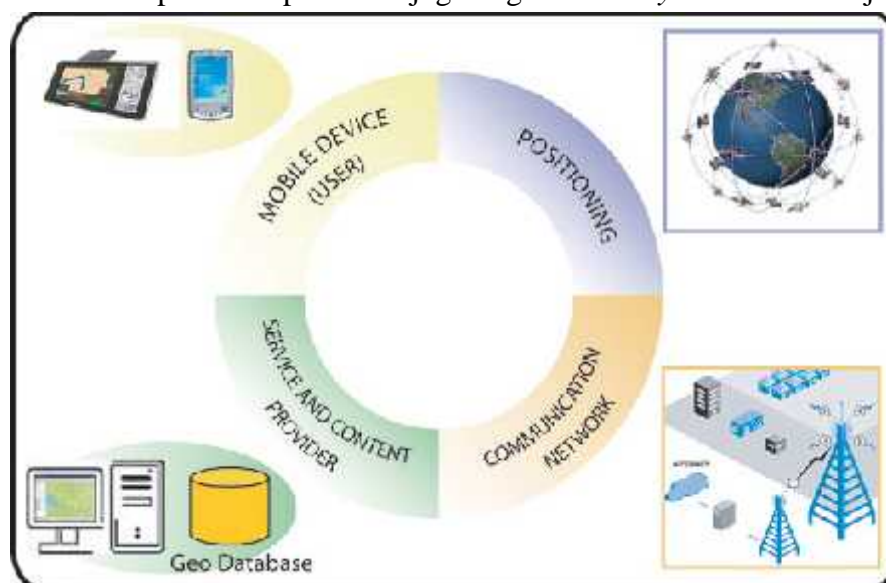 MOBILE DEVICE
(USER)
POSITIONING
SERVICE AND CONTENT
PROVIDER
COMMUNICATION
NETWORK
Geo Database